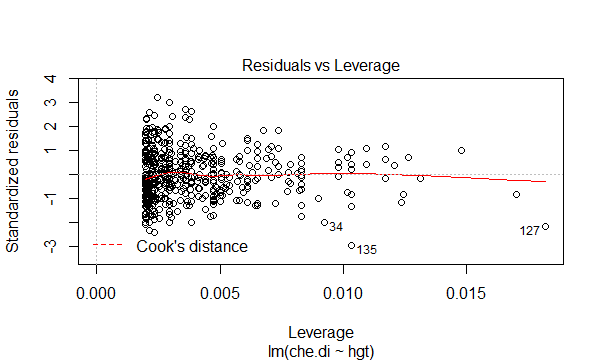 Residuals vs Leverage
Standardized residuals
4
3
2
1
-1
-3
34
135
127
Cook's distance
0.000
0.005
0.010
0.015
Leverage
lm(che.di ~ hgt)